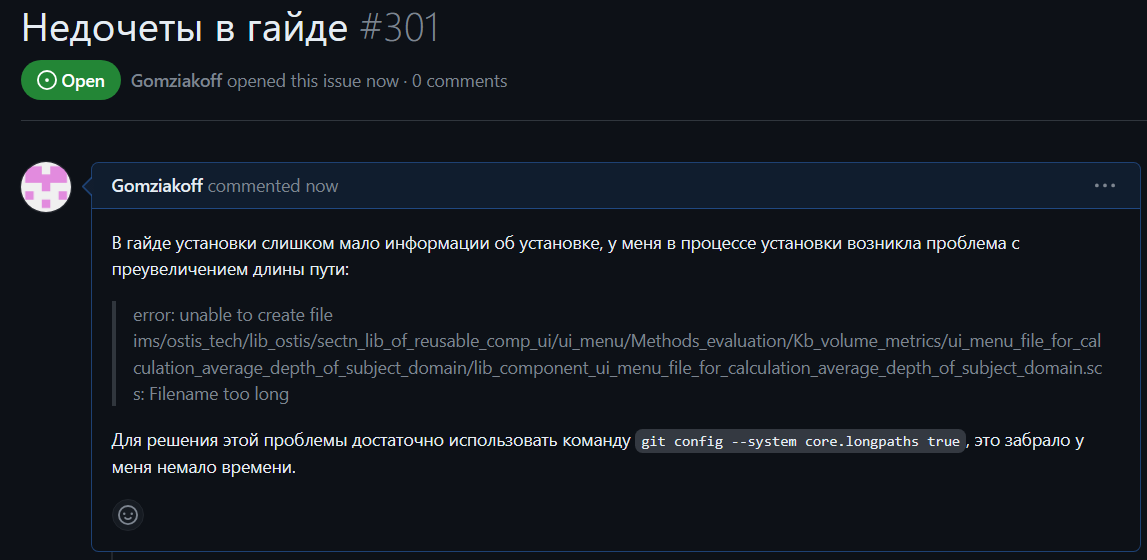 Недочеты в гайде #301
Open Gomziakoff opened this issue now · 0 comments
Gomziakoff commented now
В гайде установки слишком мало информации об установке, у меня в процессе установки возникла проблема с
преувеличением длины пути:
error: unable to create file
ims/ostis_tech/lib_ostis/sectn_lib_of_reusable_comp_ui/ui_menu/Methods_evaluation/Kb_volume_metrics/ui_menu_file_for_cal
culation_average_depth_of_subject_domain/lib_component_ui_menu_file_for_calculation_average_depth_of_subject_domain.sc
s: Filename too long
Для решения этой проблемы достаточно использовать команду git config --system core.longpaths true, это забрало у
меня немало времени.